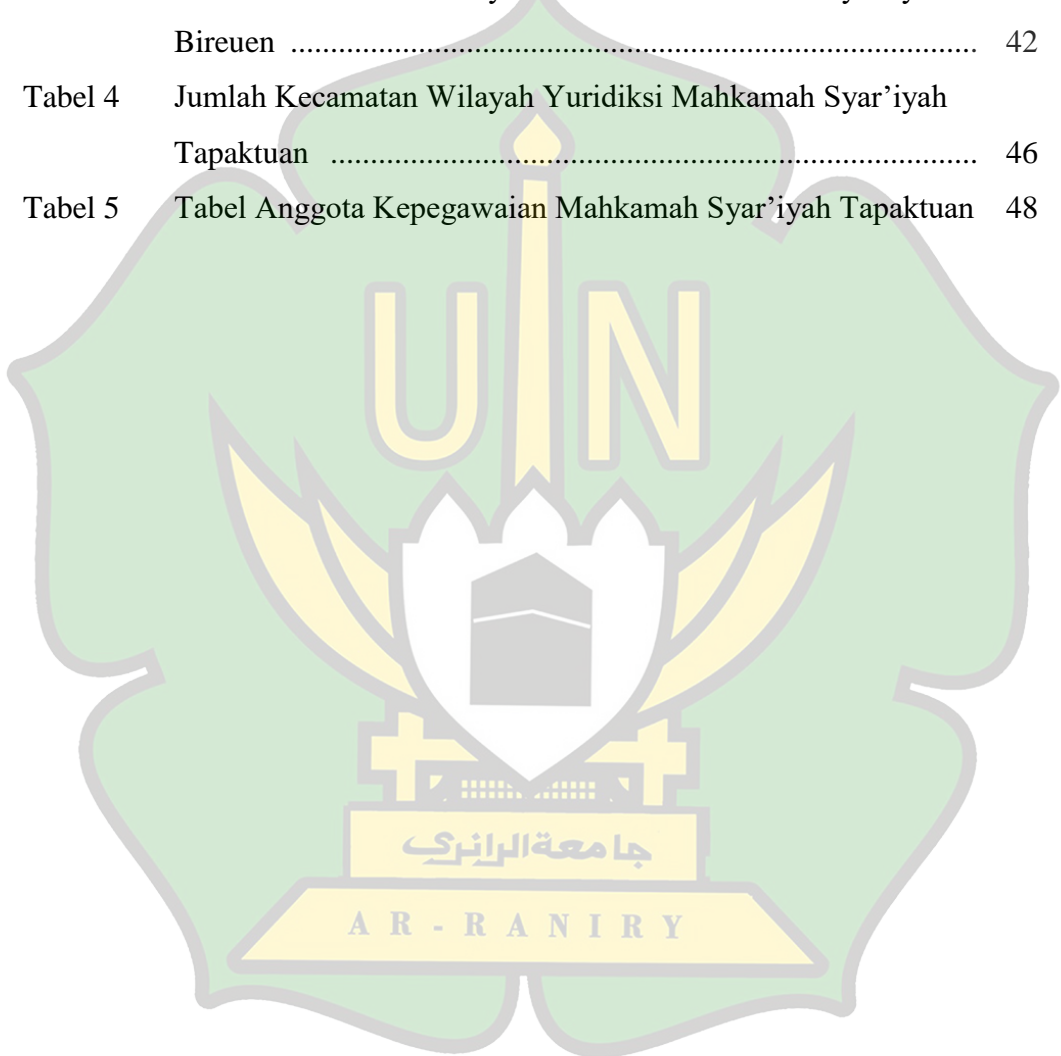 Bireuen ...................................................................................... 42
Tabel 4 Jumlah Kecamatan Wilayah Yuridiksi Mahkamah Syar’iyah
Tapaktuan ................................................................................. 46
Tabel 5 Tabel Anggota Kepegawaian Mahkamah Syar’iyah Tapaktuan 48
UIN
جامعةالرانري
AR-RANIRY